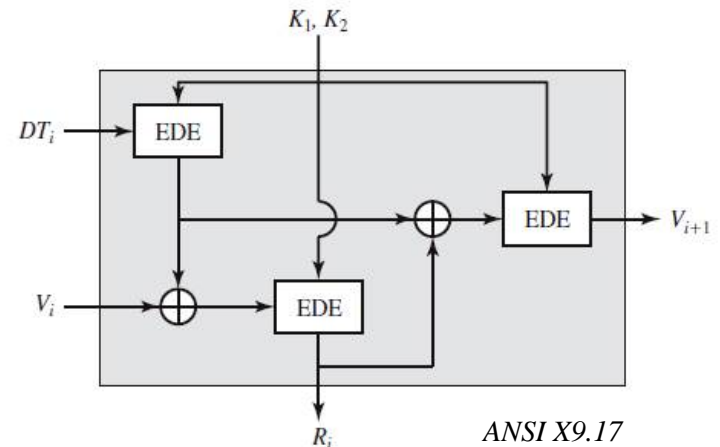 K₁, K₂
DTᵢ
EDE
EDE
Vᵢ₊₁
Vᵢ
EDE
Rᵢ
ANSI X9.17